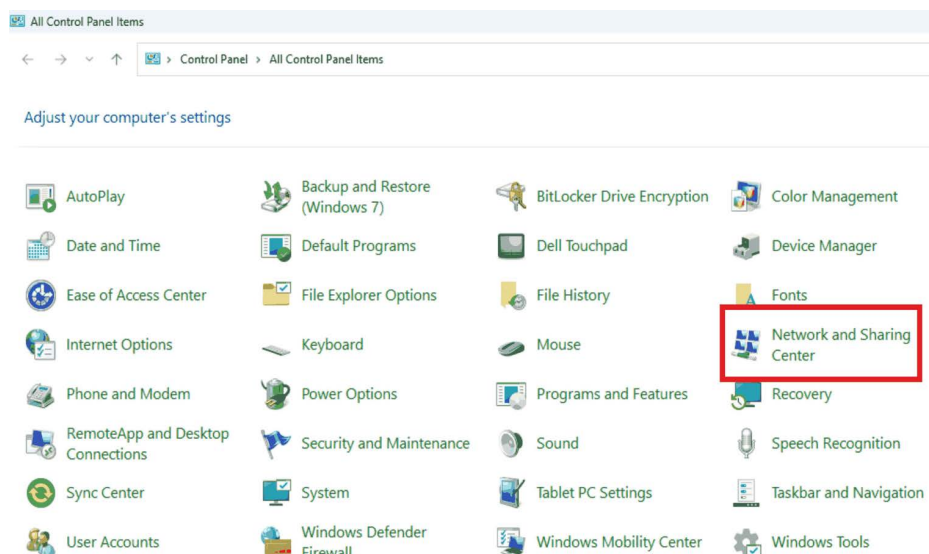 All Control Panel Items
Control Panel > All Control Panel Items
Adjust your computer's settings
AutoPlay
Backup and Restore
(Windows 7)
BitLocker Drive Encryption
Color Management
Date and Time
Default Programs
Dell Touchpad
Device Manager
Ease of Access Center
File Explorer Options
File History
Fonts
Internet Options
Keyboard
Mouse
Network and Sharing
Center
Phone and Modem
Power Options
Programs and Features
Recovery
RemoteApp and Desktop
Connections
Security and Maintenance
Sound
Speech Recognition
Sync Center
System
Tablet PC Settings
Taskbar and Navigation
User Accounts
Windows Defender
Firewall
Windows Mobility Center
Windows Tools